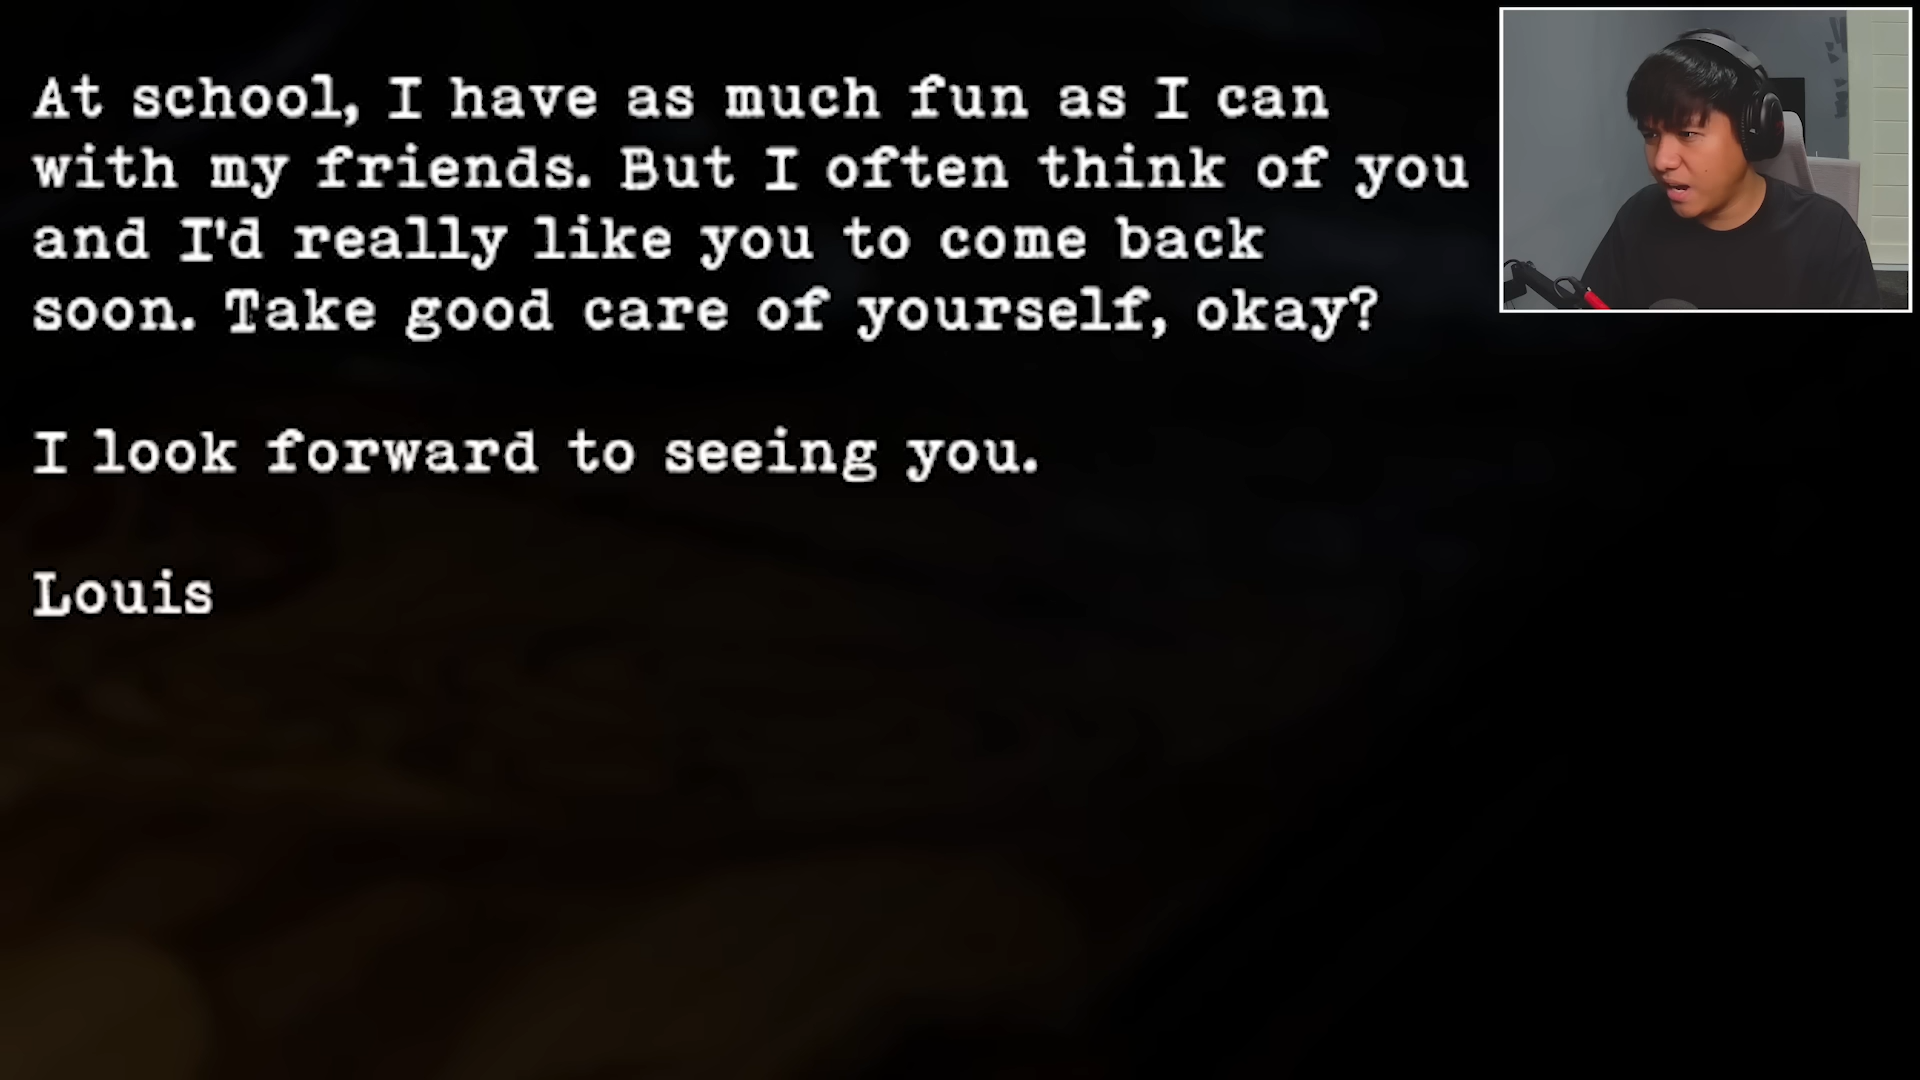 At school, I have as much fun as I can
with my friends. But I often think of you
and I'd really like you to come back
soon. Take good care of yourself, okay?
I look forward to seeing you.
Louis